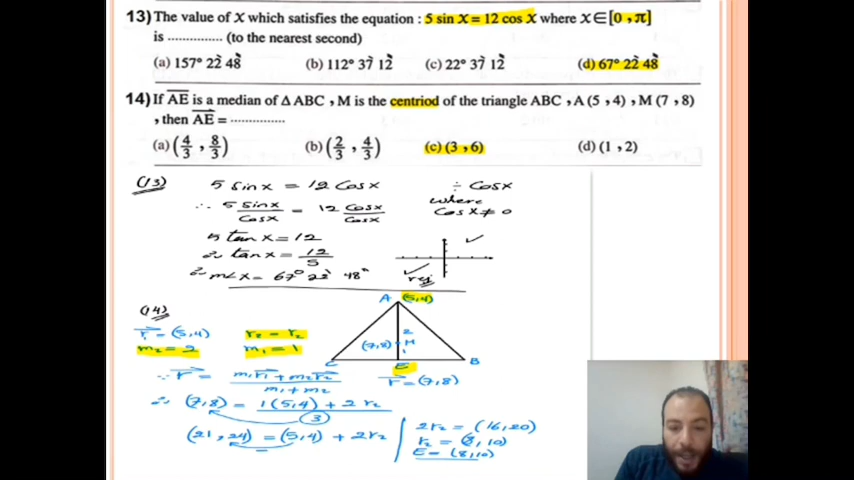 13) The value of X which satisfies the equation : 5 sin X = 12 cos X where X ∈ [0 , π]
is .............. (to the nearest second)
(a) 157° 22̀ 48̏ (b) 112° 37̀ 12̏ (c) 22° 37̀ 12̏ (d) 67° 22̀ 48̏
14) If AE is a median of Δ ABC , M is the centriod of the triangle ABC , A (5 , 4) , M (7 , 8)
, then AE = ..............
(a) (4/3 , 8/3) (b) (2/3 , 4/3) (c) (3 , 6) (d) (1 , 2)
(13) 5 sin x = 12 Cos x ÷ Cos x
∴ 5 sin x / Cos x = 12 Cos x / Cos x where Cos x ≠ 0
5 tan x = 12
∴ tan x = 12/5
∴ m∠x = 67° 22̀ 48̏ rej
(14) A (5,4)
r₁ = (5,4) r₂ = r₂
m₂ = 2 m₁ = 1
2
(7,8) M
1
C E B
∵ r = m₁r₁ + m₂r₂ / m₁ + m₂ r = (7,8)
∴ (7,8) = 1(5,4) + 2 r₂ / 3
(21, 24) = (5,4) + 2r₂
2r₂ = (16,20)
r₂ = (8,10)
E = (8,10)